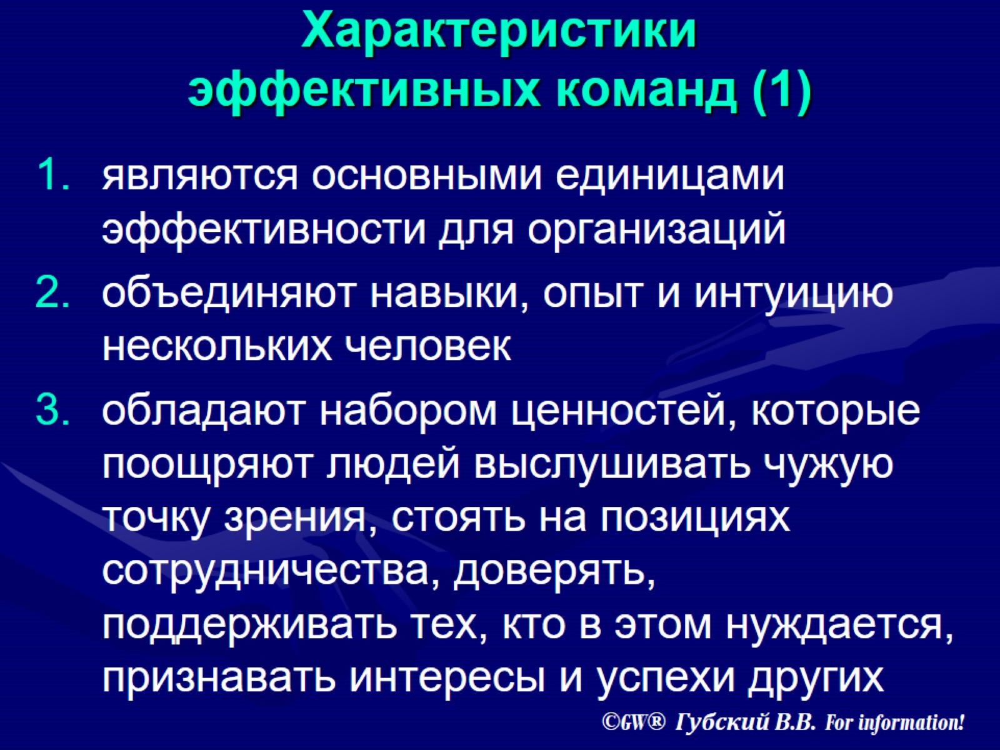 Характеристики
эффективных команд (1)
1. являются основными единицами
эффективности для организаций
2. объединяют навыки, опыт и интуицию
нескольких человек
3. обладают набором ценностей, которые
поощряют людей выслушивать чужую
точку зрения, стоять на позициях
сотрудничества, доверять,
поддерживать тех, кто в этом нуждается,
признавать интересы и успехи других
©GW® Губский В.В. For information!